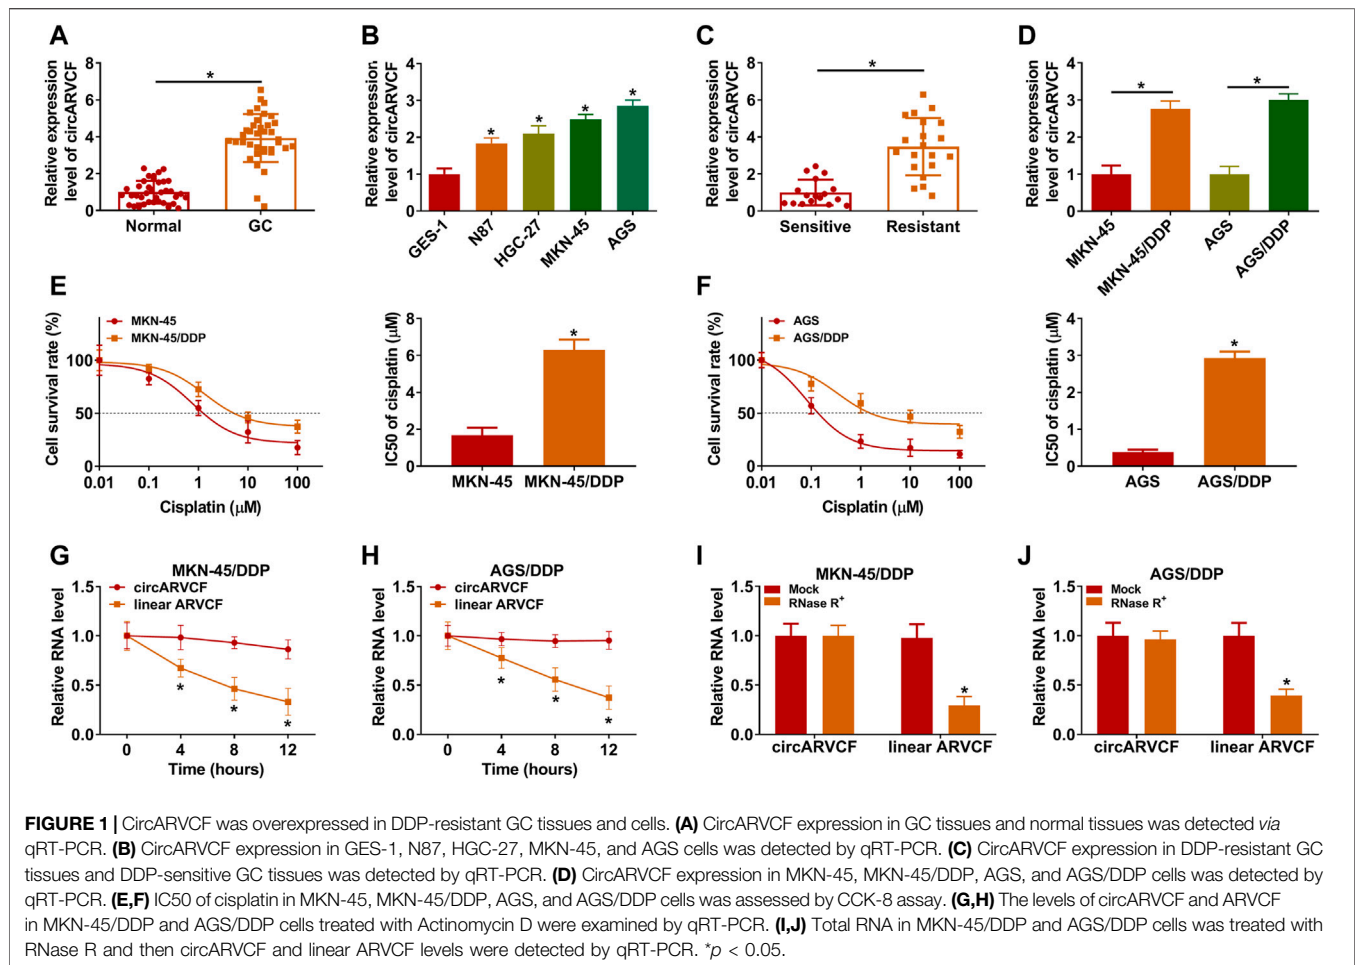 A
Relative expression
level of circARVCF
8
6
4
2
0
*
Normal
GC
B
Relative expression
level of circARVCF
4
3
2
1
0
*
*
*
*
GES-1
N87
HGC-27
MKN-45
AGS
C
Relative expression
level of circARVCF
8
6
4
2
0
*
Sensitive
Resistant
D
Relative expression
level of circARVCF
4
3
2
1
0
*
*
MKN-45
MKN-45/DDP
AGS
AGS/DDP
E
Cell survival rate (%)
MKN-45
MKN-45/DDP
100
50
0
0.01
0.1
1
10
100
Cisplatin (μM)
IC50 of cisplatin (μM)
8
6
4
2
0
*
MKN-45
MKN-45/DDP
F
Cell survival rate (%)
AGS
AGS/DDP
100
50
0
0.01
0.1
1
10
100
Cisplatin (μM)
IC50 of cisplatin (μM)
4
3
2
1
0
*
AGS
AGS/DDP
G
MKN-45/DDP
Relative RNA level
circARVCF
linear ARVCF
1.5
1.0
0.5
0.0
*
*
*
0
4
8
12
Time (hours)
H
AGS/DDP
Relative RNA level
circARVCF
linear ARVCF
1.5
1.0
0.5
0.0
*
*
*
0
4
8
12
Time (hours)
I
MKN-45/DDP
Relative RNA level
Mock
RNase R+
1.5
1.0
0.5
0.0
*
circARVCF
linear ARVCF
J
AGS/DDP
Relative RNA level
Mock
RNase R+
1.5
1.0
0.5
0.0
*
circARVCF
linear ARVCF
FIGURE 1 | CircARVCF was overexpressed in DDP-resistant GC tissues and cells. (A) CircARVCF expression in GC tissues and normal tissues was detected via
qRT-PCR. (B) CircARVCF expression in GES-1, N87, HGC-27, MKN-45, and AGS cells was detected by qRT-PCR. (C) CircARVCF expression in DDP-resistant GC
tissues and DDP-sensitive GC tissues was detected by qRT-PCR. (D) CircARVCF expression in MKN-45, MKN-45/DDP, AGS, and AGS/DDP cells was detected by
qRT-PCR. (E,F) IC50 of cisplatin in MKN-45, MKN-45/DDP, AGS, and AGS/DDP cells was assessed by CCK-8 assay. (G,H) The levels of circARVCF and ARVCF
in MKN-45/DDP and AGS/DDP cells treated with Actinomycin D were examined by qRT-PCR. (I,J) Total RNA in MKN-45/DDP and AGS/DDP cells was treated with
RNase R and then circARVCF and linear ARVCF levels were detected by qRT-PCR. *p < 0.05.